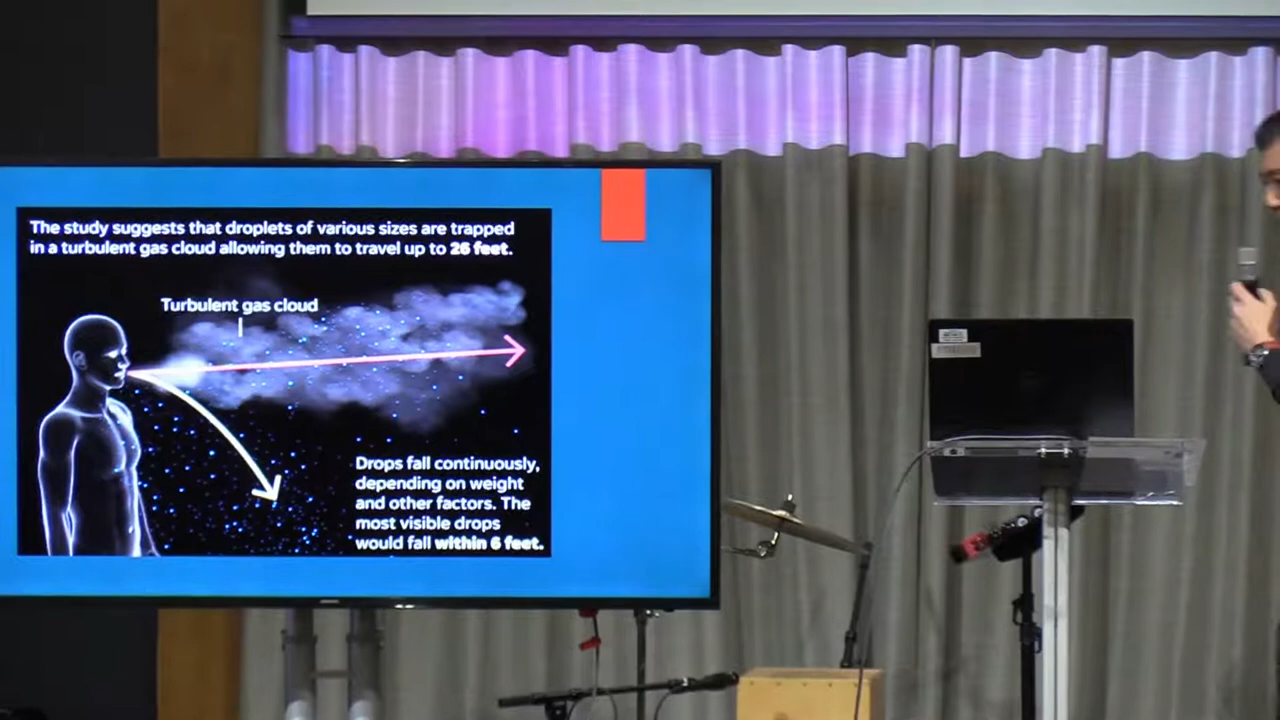 The study suggests that droplets of various sizes are trapped
in a turbulent gas cloud allowing them to travel up to 26 feet.
Turbulent gas cloud
Drops fall continuously,
depending on weight
and other factors. The
most visible drops
would fall within 6 feet.